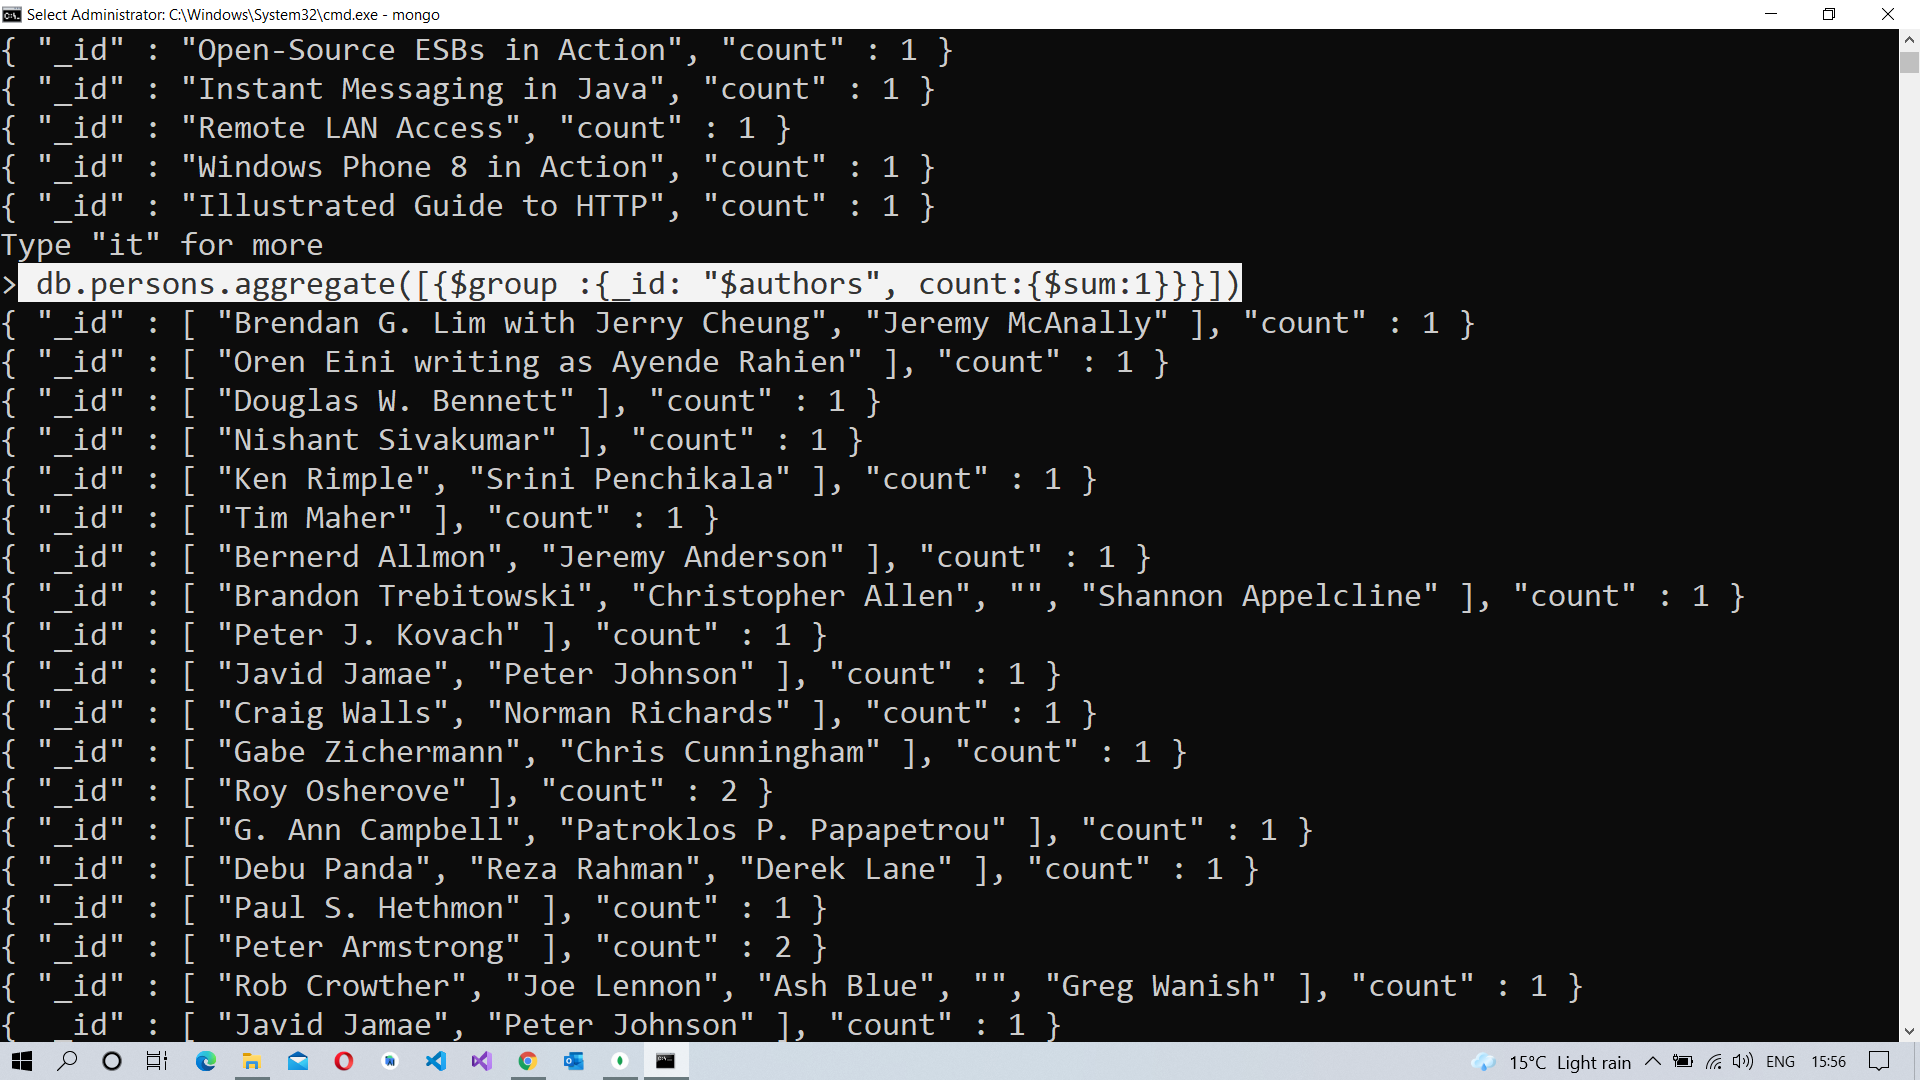 Select Administrator: C:\Windows\System32\cmd.exe - mongo
{ "_id" : "Open-Source ESBs in Action", "count" : 1 }
{ "_id" : "Instant Messaging in Java", "count" : 1 }
{ "_id" : "Remote LAN Access", "count" : 1 }
{ "_id" : "Windows Phone 8 in Action", "count" : 1 }
{ "_id" : "Illustrated Guide to HTTP", "count" : 1 }
Type "it" for more
> db.persons.aggregate([{$group :{_id: "$authors", count:{$sum:1}}}])
{ "_id" : [ "Brendan G. Lim with Jerry Cheung", "Jeremy McAnally" ], "count" : 1 }
{ "_id" : [ "Oren Eini writing as Ayende Rahien" ], "count" : 1 }
{ "_id" : [ "Douglas W. Bennett" ], "count" : 1 }
{ "_id" : [ "Nishant Sivakumar" ], "count" : 1 }
{ "_id" : [ "Ken Rimple", "Srini Penchikala" ], "count" : 1 }
{ "_id" : [ "Tim Maher" ], "count" : 1 }
{ "_id" : [ "Bernerd Allmon", "Jeremy Anderson" ], "count" : 1 }
{ "_id" : [ "Brandon Trebitowski", "Christopher Allen", "", "Shannon Appelcline" ], "count" : 1 }
{ "_id" : [ "Peter J. Kovach" ], "count" : 1 }
{ "_id" : [ "Javid Jamae", "Peter Johnson" ], "count" : 1 }
{ "_id" : [ "Craig Walls", "Norman Richards" ], "count" : 1 }
{ "_id" : [ "Gabe Zichermann", "Chris Cunningham" ], "count" : 1 }
{ "_id" : [ "Roy Osherove" ], "count" : 2 }
{ "_id" : [ "G. Ann Campbell", "Patroklos P. Papapetrou" ], "count" : 1 }
{ "_id" : [ "Debu Panda", "Reza Rahman", "Derek Lane" ], "count" : 1 }
{ "_id" : [ "Paul S. Hethmon" ], "count" : 1 }
{ "_id" : [ "Peter Armstrong" ], "count" : 2 }
{ "_id" : [ "Rob Crowther", "Joe Lennon", "Ash Blue", "", "Greg Wanish" ], "count" : 1 }
{ _id" : [ "Javid Jamae", "Peter Johnson" ], "count" : 1 }
15°C Light rain ENG 15:56